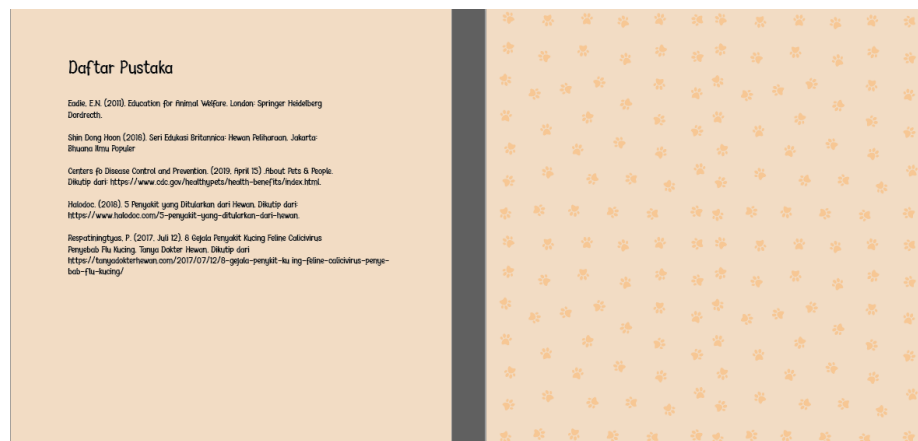 Daftar Pustaka
Eadie, E.N. (2011). Education for Animal Welfare. London: Springer Heidelberg
Dordrecth.
Shin Dong Hoon (2018). Seri Edukasi Britannica: Hewan Peliharaan. Jakarta:
Bhuana Ilmu Populer
Centers fo Disease Control and Prevention. (2019, April 15) .About Pets & People.
Dikutip dari: https://www.cdc.gov/healthypets/health-benefits/index.html.
Halodoc. (2018). 5 Penyakit yang Ditularkan dari Hewan. Dikutip dari:
https://www.halodoc.com/5-penyakit-yang-ditularkan-dari-hewan.
Respatiningtyas, P. (2017, Juli 12). 8 Gejala Penyakit Kucing Feline Calicivirus
Penyebab Flu Kucing. Tanya Dokter Hewan. Dikutip dari
https://tanyadokterhewan.com/2017/07/12/8-gejala-penykit-ku ing-feline-calicivirus-penye-
bab-flu-kucing/